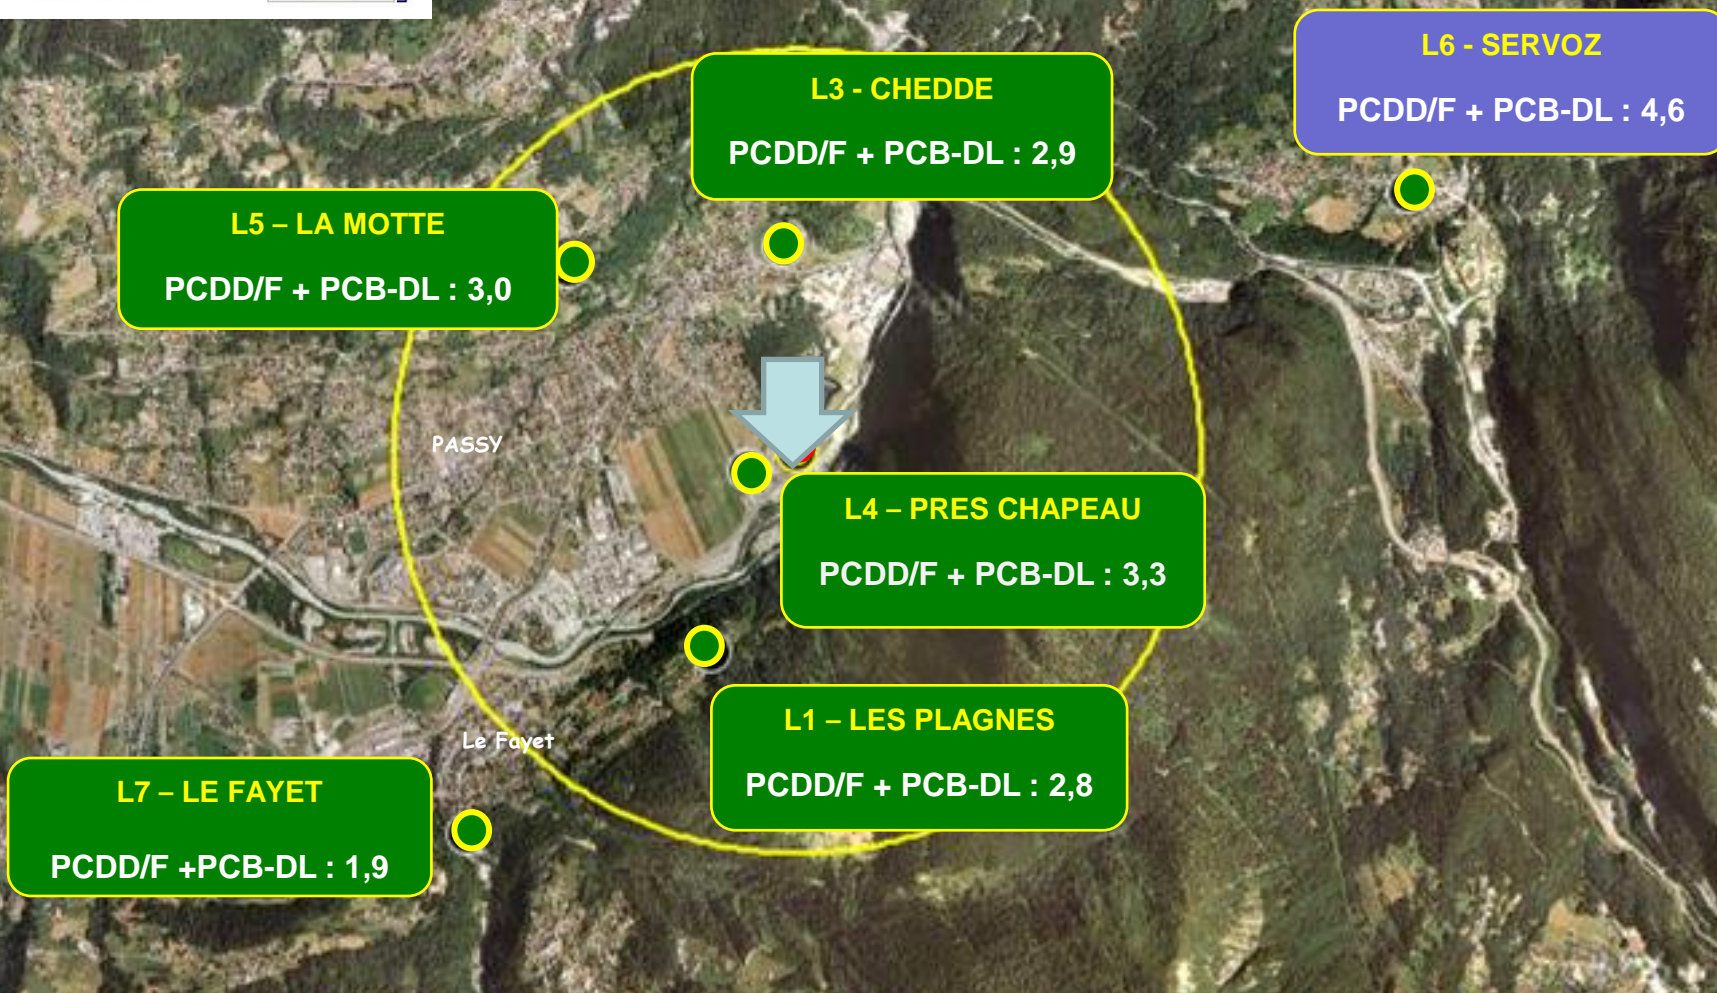 L6 - SERVOZ
PCDD/F + PCB-DL : 4,6
L3 - CHEDDE
PCDD/F + PCB-DL : 2,9
L5 – LA MOTTE
PCDD/F + PCB-DL : 3,0
PASSY
L4 – PRES CHAPEAU
PCDD/F + PCB-DL : 3,3
L1 – LES PLAGNES
PCDD/F + PCB-DL : 2,8
Le Fayet
L7 – LE FAYET
PCDD/F +PCB-DL : 1,9